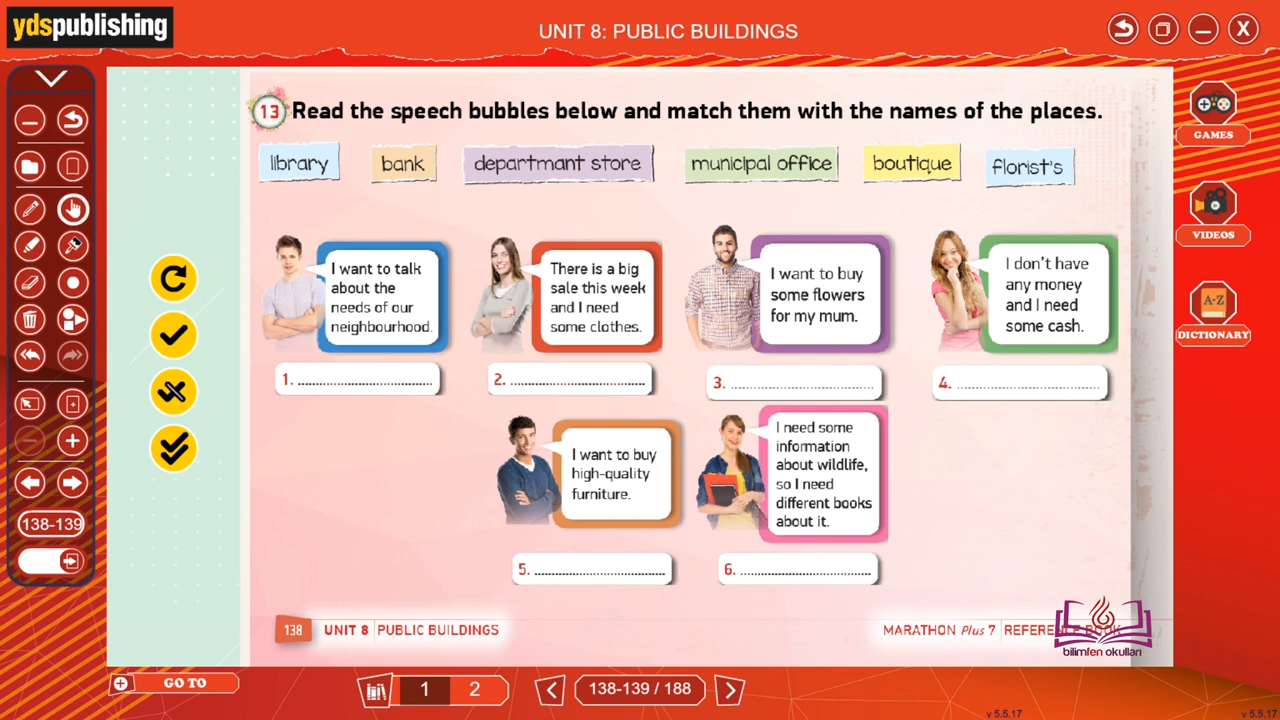 ydspublishing
UNIT 8: PUBLIC BUILDINGS
X
13 Read the speech bubbles below and match them with the names of the places.
library
bank
departmant store
municipal office
boutique
florist's
I want to talk
about the
needs of our
neighbourhood.
There is a big
sale this week
and I need
some clothes.
I want to buy
some flowers
for my mum.
I don't have
any money
and I need
some cash.
1. ..........................................
2. ..........................................
3. ..........................................
4. ..........................................
I want to buy
high-quality
furniture.
I need some
information
about wildlife,
so I need
different books
about it.
5. ..........................................
6. ..........................................
138 UNIT 8 | PUBLIC BUILDINGS
MARATHON Plus 7 | REFERENCE BOOK
bilimfen okulları
GAMES
VIDEOS
A-Z
DICTIONARY
138-139
GO TO
1
2
138-139 / 188
v 5.5.17
v 5.5.17